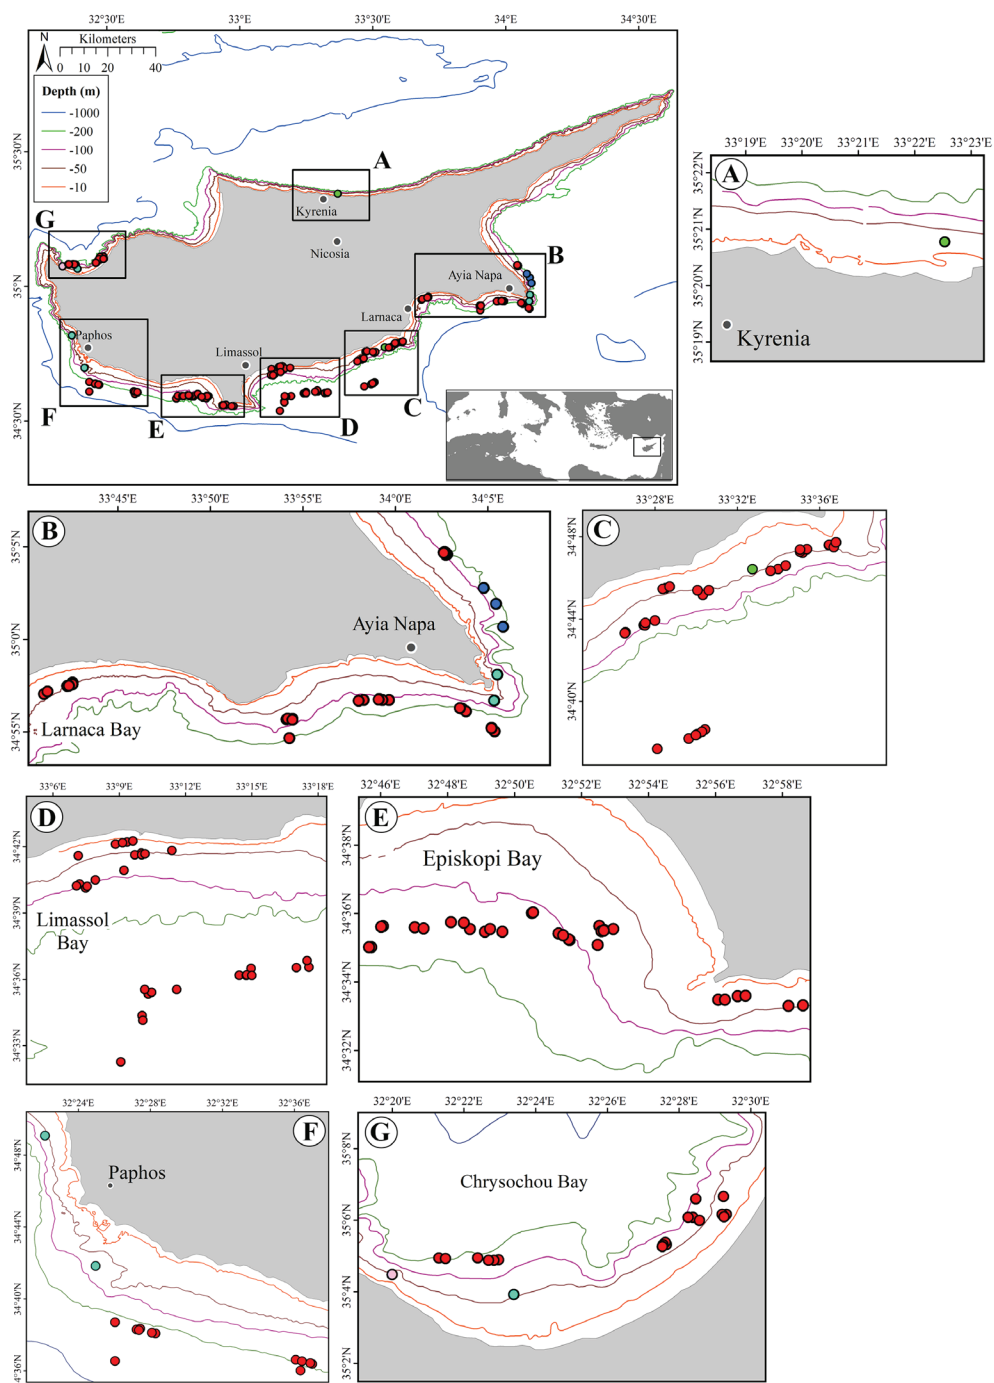 32°30'E 33°E 33°30'E 34°E 34°30'E
N
Kilometers
0 5 10 20 40
Depth (m)
-1000
-200
-100
-50
-10
35°30'N
35°N
34°30'N
A
Kyrenia
Nicosia
G
B
Ayia Napa
Larnaca
Paphos
Limassol
F
E
D
C
33°19'E 33°20'E 33°21'E 33°22'E 33°23'E
35°22'N
35°21'N
35°20'N
35°19'N
A
Kyrenia
33°45'E 33°50'E 33°55'E 34°0'E 34°5'E
35°5'N
35°0'N
34°55'N
B
Ayia Napa
Larnaca Bay
33°28'E 33°32'E 33°36'E
34°48'N
34°44'N
34°40'N
C
33°6'E 33°9'E 33°12'E 33°15'E 33°18'E
34°42'N
34°39'N
34°36'N
34°33'N
D
Limassol
Bay
32°46'E 32°48'E 32°50'E 32°52'E 32°54'E 32°56'E 32°58'E
34°38'N
34°36'N
34°34'N
34°32'N
E
Episkopi Bay
32°24'E 32°28'E 32°32'E 32°36'E
34°48'N
34°44'N
34°40'N
4°36'N
F
Paphos
32°20'E 32°22'E 32°24'E 32°26'E 32°28'E 32°30'E
35°8'N
35°6'N
35°4'N
35°2'N
G
Chrysochou Bay